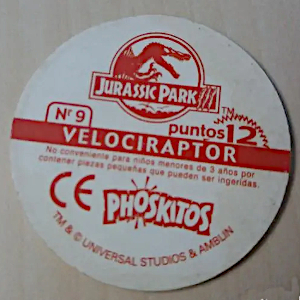 JURASSIC PARK III
TM
Nº 9
puntos 12
VELOCIRAPTOR
No conveniente para niños menores de 3 años por
contener piezas pequeñas que pueden ser ingeridas.
CE
PHOSKITOS
TM & © UNIVERSAL STUDIOS & AMBLIN